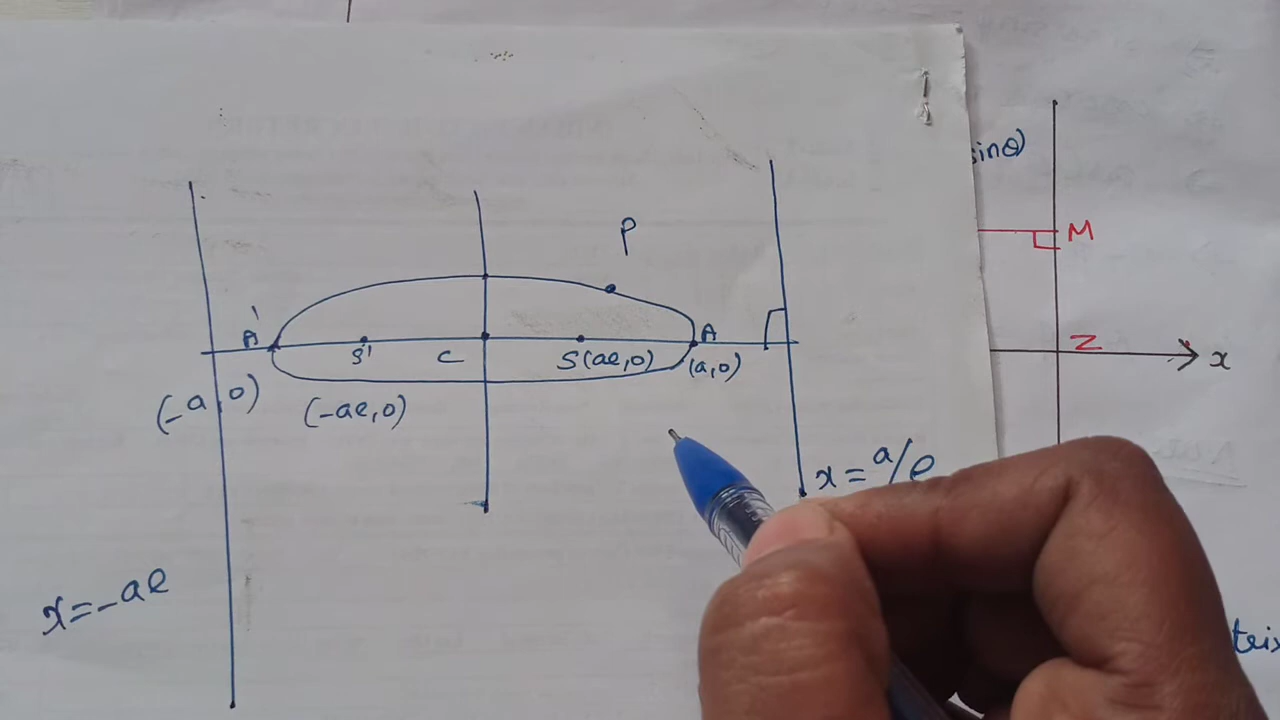 sinθ)
P
M
A' S' C S(ae,0) A (a,0)
Z
x
(-a,0) (-ae,0)
x=a/e
x=-ae